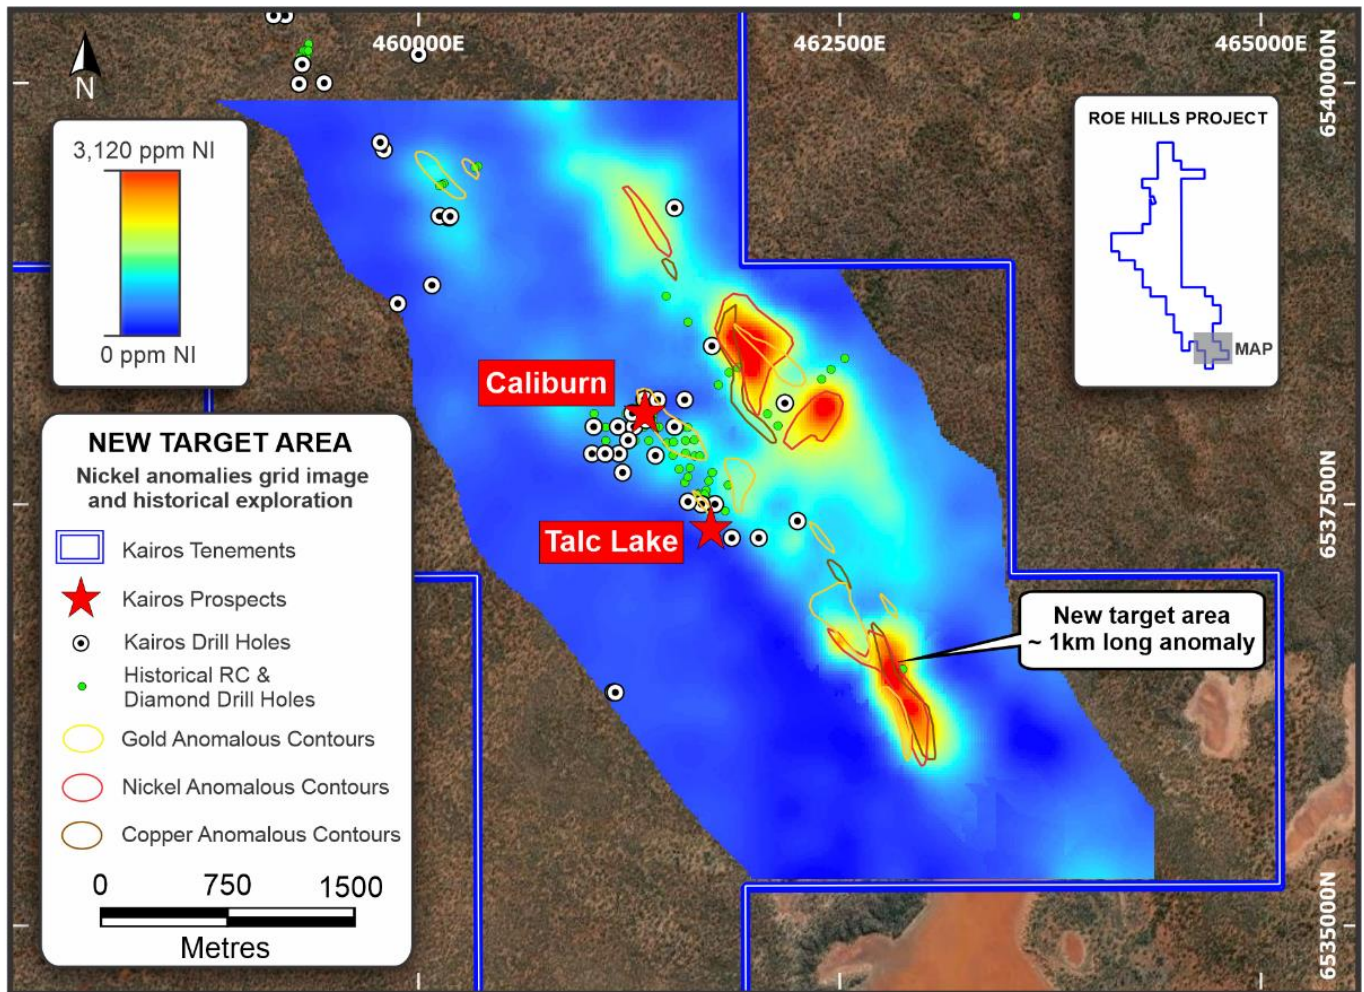 460000E
462500E
465000E
6540000N
N
3,120 ppm NI
0 ppm NI
ROE HILLS PROJECT
MAP
Caliburn
Talc Lake
6537500N
New target area
~ 1km long anomaly
NEW TARGET AREA
Nickel anomalies grid image
and historical exploration
Kairos Tenements
Kairos Prospects
Kairos Drill Holes
Historical RC &
Diamond Drill Holes
Gold Anomalous Contours
Nickel Anomalous Contours
Copper Anomalous Contours
0 750 1500
Metres
6535000N